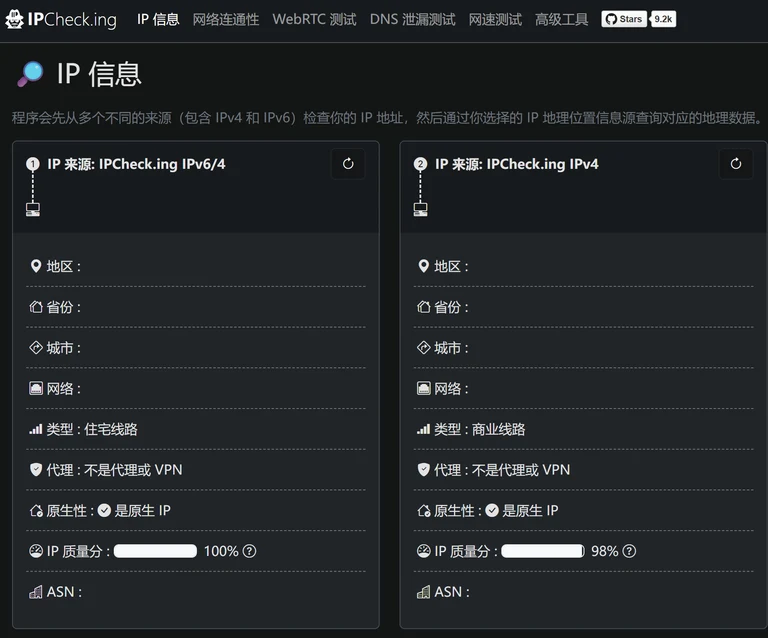 IPCheck.ing IP 信息 网络连通性 WebRTC 测试 DNS 泄漏测试 网速测试 高级工具 Stars 9.2k
IP 信息
程序会先从多个不同的来源（包含 IPv4 和 IPv6）检查你的 IP 地址，然后通过你选择的 IP 地理位置信息源查询对应的地理数据。
1 IP 来源: IPCheck.ing IPv6/4
地区 :
省份 :
城市 :
网络 :
类型 : 住宅线路
代理 : 不是代理或 VPN
原生性 : 是原生 IP
IP 质量分 : 100% ?
ASN :
2 IP 来源: IPCheck.ing IPv4
地区 :
省份 :
城市 :
网络 :
类型 : 商业线路
代理 : 不是代理或 VPN
原生性 : 是原生 IP
IP 质量分 : 98% ?
ASN :